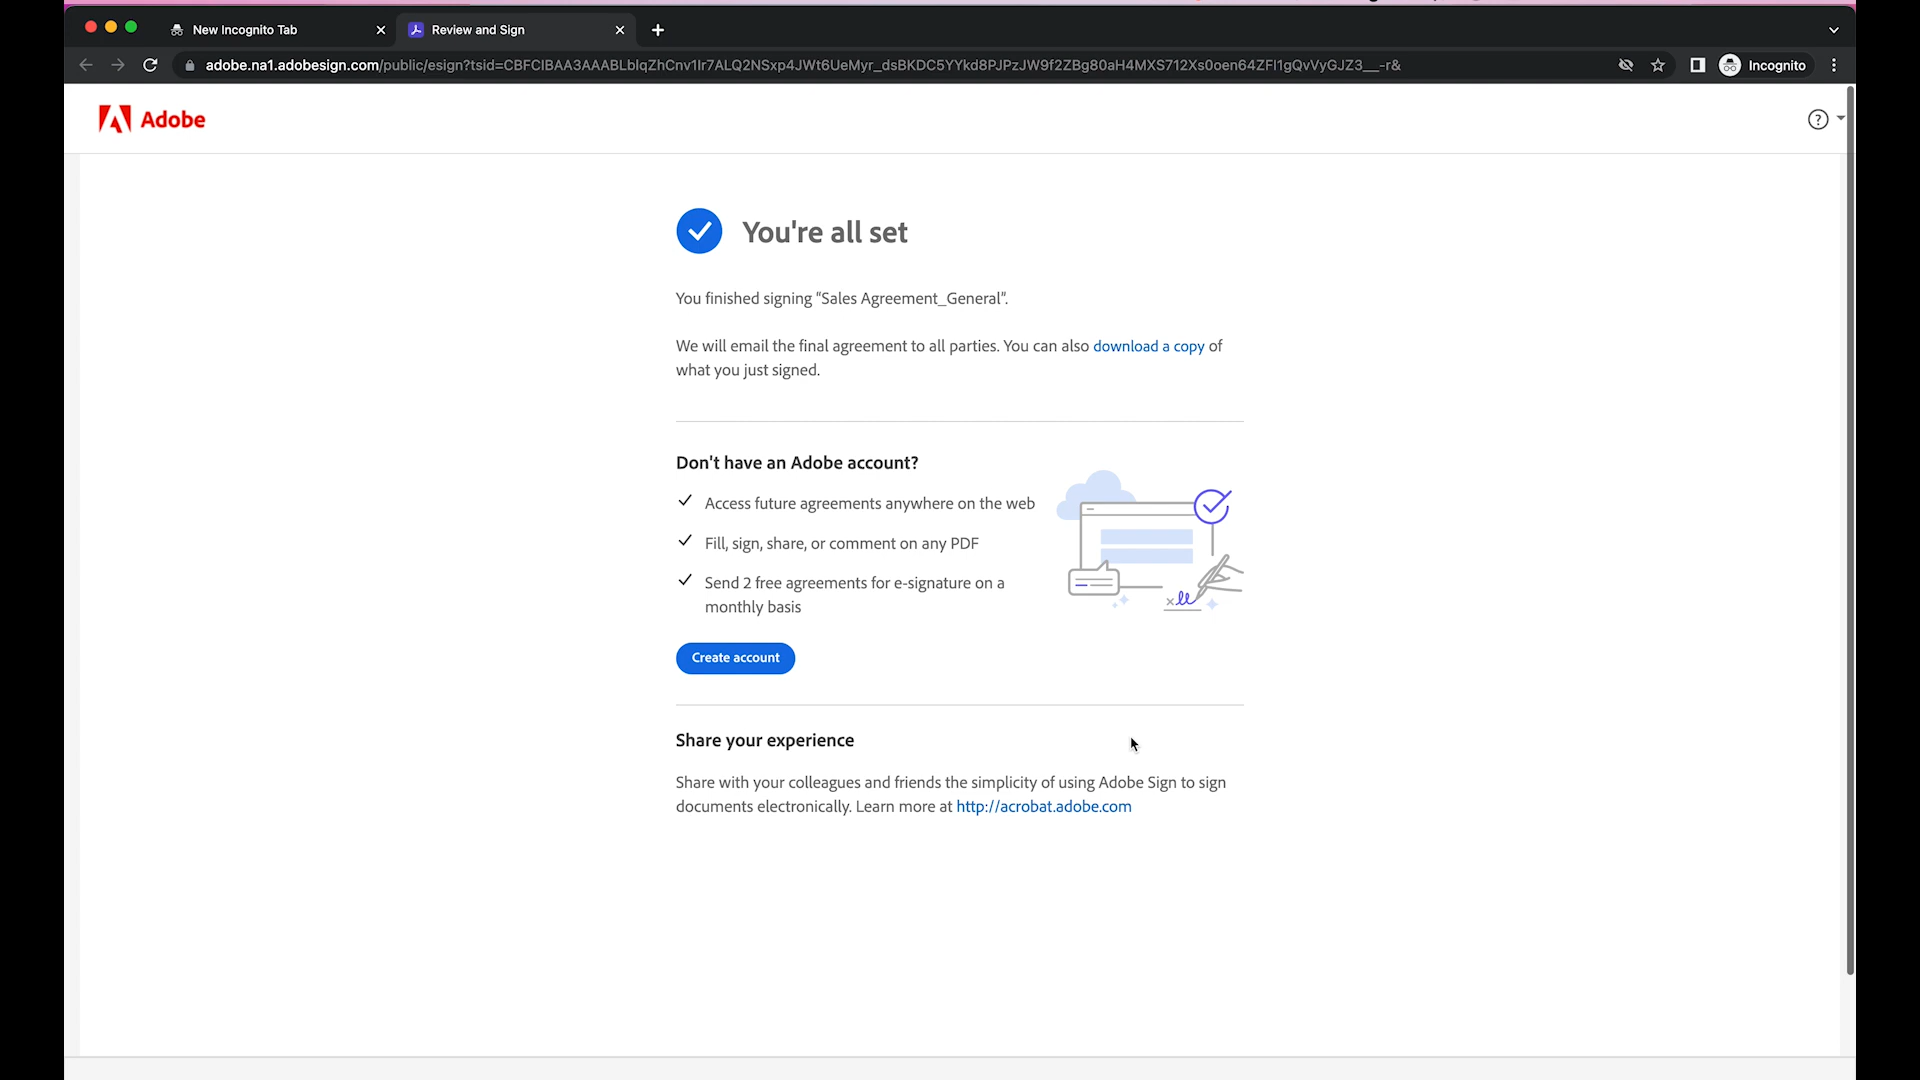 New Incognito Tab
Review and Sign
adobe.na1.adobesign.com/public/esign?tsid=CBFCIBAA3AAABLblqZhCnv1Ir7ALQ2NSxp4JWt6UeMyr_dsBKDC5YYkd8PJPzJW9f2ZBg80aH4MXS712Xs0oen64ZFl1gQvVyGJZ3__-r&
Incognito
Adobe
You're all set
You finished signing “Sales Agreement_General”.
We will email the final agreement to all parties. You can also download a copy of
what you just signed.
Don't have an Adobe account?
Access future agreements anywhere on the web
Fill, sign, share, or comment on any PDF
Send 2 free agreements for e-signature on a
monthly basis
Create account
Share your experience
Share with your colleagues and friends the simplicity of using Adobe Sign to sign
documents electronically. Learn more at http://acrobat.adobe.com